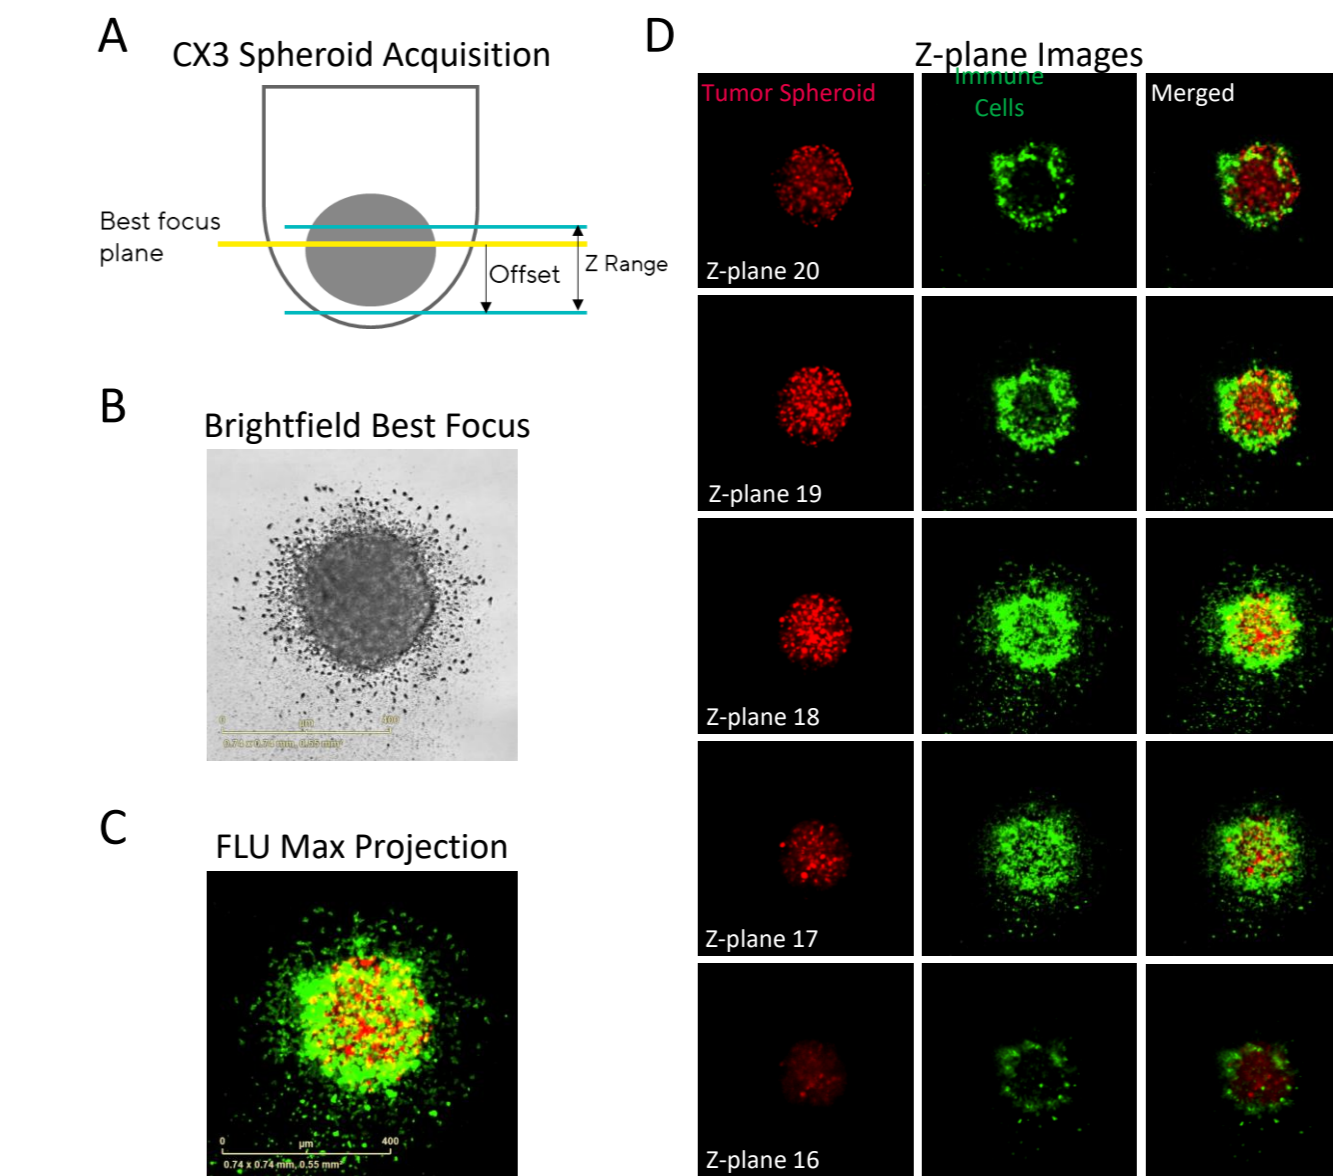 A
CX3 Spheroid Acquisition
Best focus
plane
Offset
Z Range
B
Brightfield Best Focus
0 µm 400
0.74 x 0.74 mm, 0.55 mm²
C
FLU Max Projection
0 µm 400
0.74 x 0.74 mm, 0.55 mm²
D
Z-plane Images
Tumor Spheroid
Immune
Cells
Merged
Z-plane 20
Z-plane 19
Z-plane 18
Z-plane 17
Z-plane 16